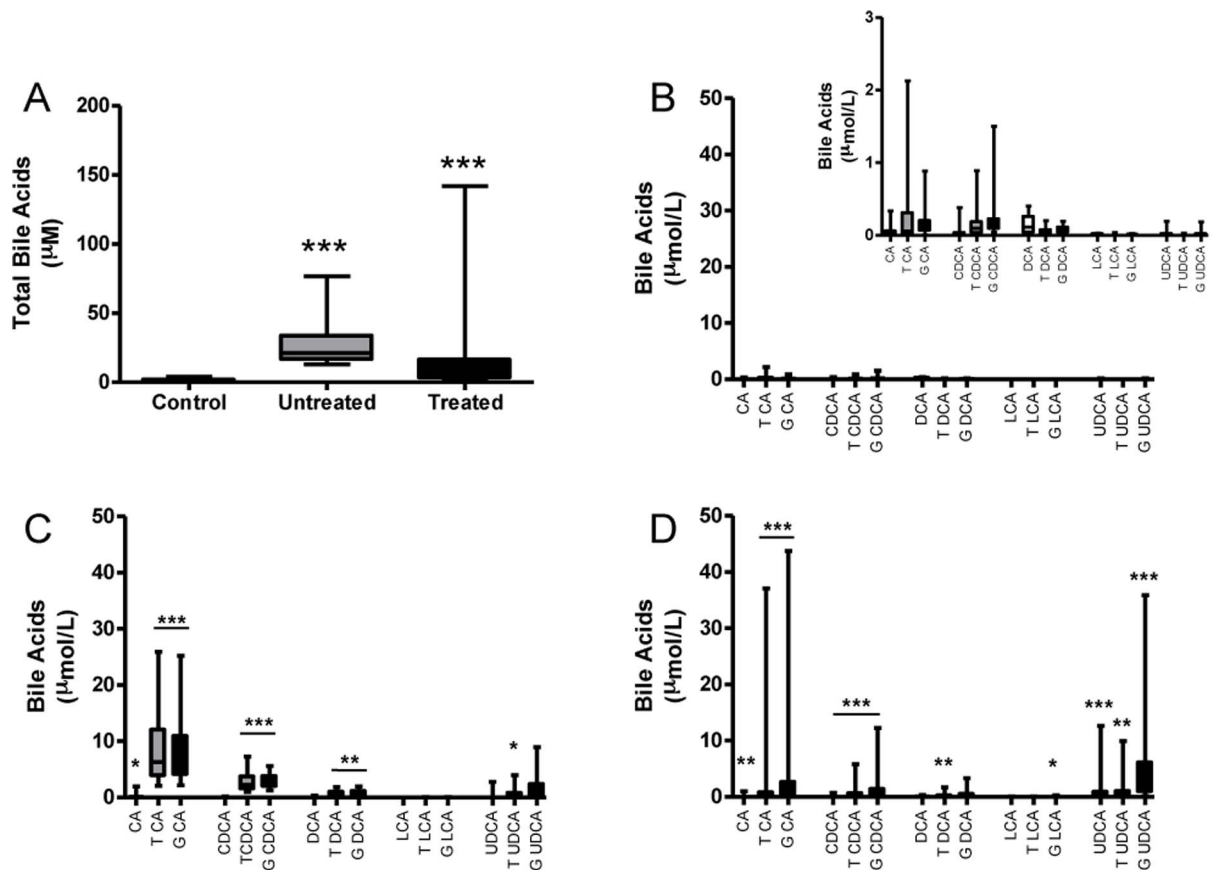 A
Total Bile Acids
(µM)
200
150
100
50
0
***
***
Control Untreated Treated
B
Bile Acids
(µmol/L)
50
40
30
20
10
0
CA
T CA
G CA
CDCA
T CDCA
G CDCA
DCA
T DCA
G DCA
LCA
T LCA
G LCA
UDCA
T UDCA
G UDCA
Bile Acids
(µmol/L)
3
2
1
0
CA
T CA
G CA
CDCA
T CDCA
G CDCA
DCA
T DCA
G DCA
LCA
T LCA
G LCA
UDCA
T UDCA
G UDCA
C
Bile Acids
(µmol/L)
50
40
30
20
10
0
*
***
***
**
*
CA
T CA
G CA
CDCA
TCDCA
G CDCA
DCA
T DCA
G DCA
LCA
T LCA
G LCA
UDCA
T UDCA
G UDCA
D
Bile Acids
(µmol/L)
50
40
30
20
10
0
**
***
***
**
*
***
**
***
CA
T CA
G CA
CDCA
T CDCA
G CDCA
DCA
T DCA
G DCA
LCA
T LCA
G LCA
UDCA
T UDCA
G UDCA